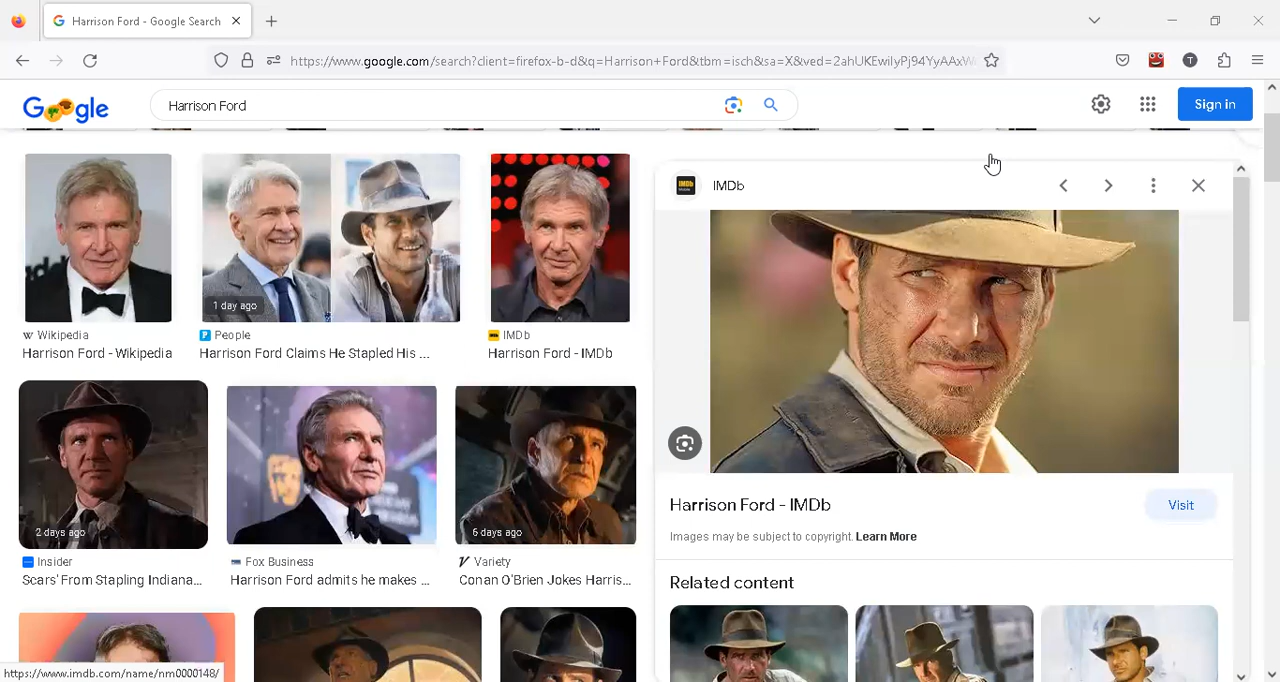 Harrison Ford - Google Search
https://www.google.com/search?client=firefox-b-d&q=Harrison+Ford&tbm=isch&sa=X&ved=2ahUKEwilyPj94YyAAxW
Google
Harrison Ford
Sign in
1 day ago
W Wikipedia
Harrison Ford - Wikipedia
P People
Harrison Ford Claims He Stapled His ...
IMDb
Harrison Ford - IMDb
2 days ago
Insider
Scars' From Stapling Indiana...
Fox Business
Harrison Ford admits he makes ...
6 days ago
V Variety
Conan O'Brien Jokes Harris...
https://www.imdb.com/name/nm0000148/
IMDb
IMDb
Harrison Ford - IMDb
Visit
Images may be subject to copyright. Learn More
Related content